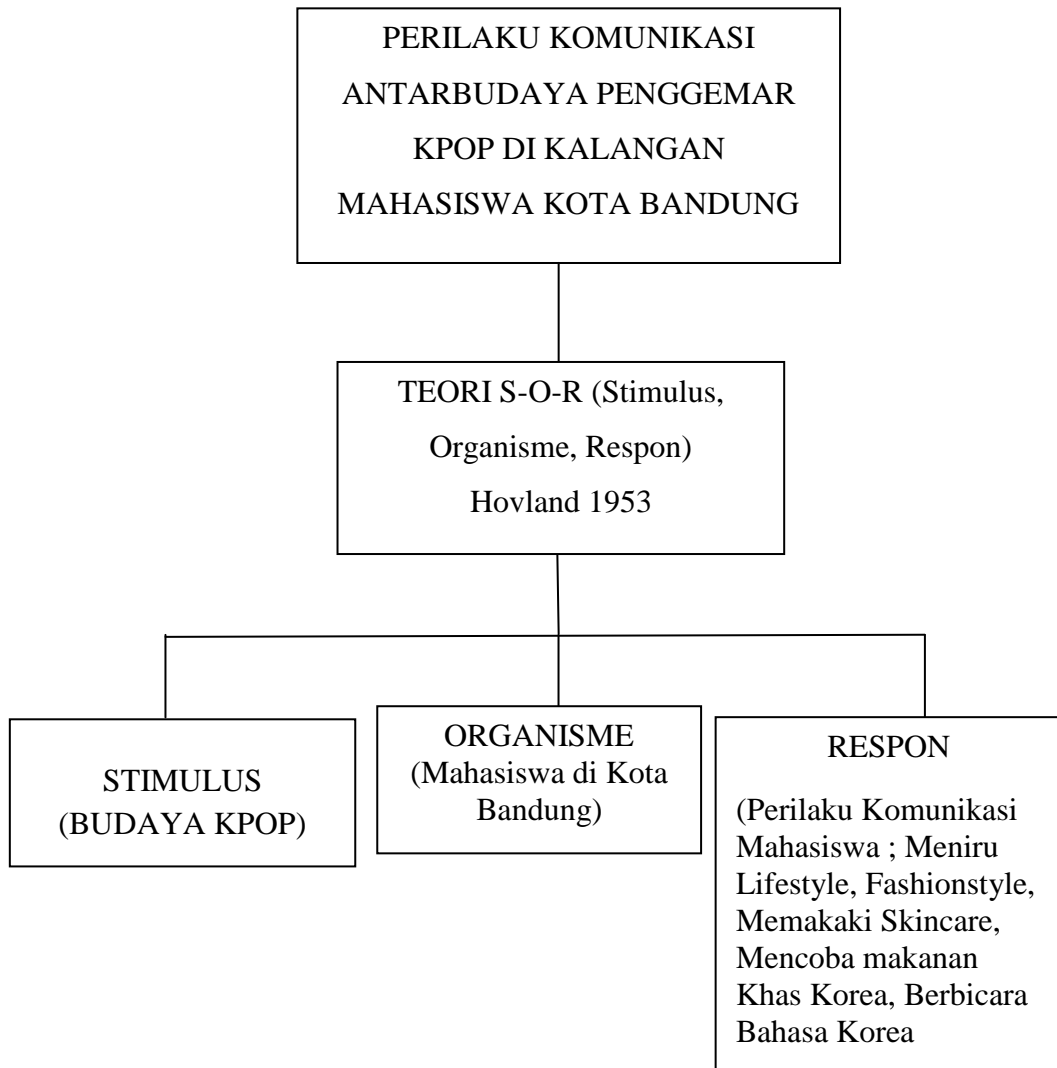 PERILAKU KOMUNIKASI
ANTARBUDAYA PENGGEMAR
KPOP DI KALANGAN
MAHASISWA KOTA BANDUNG
TEORI S-O-R (Stimulus,
Organisme, Respon)
Hovland 1953
STIMULUS
(BUDAYA KPOP)
ORGANISME
(Mahasiswa di Kota
Bandung)
RESPON
(Perilaku Komunikasi
Mahasiswa ; Meniru
Lifestyle, Fashionstyle,
Memakaki Skincare,
Mencoba makanan
Khas Korea, Berbicara
Bahasa Korea